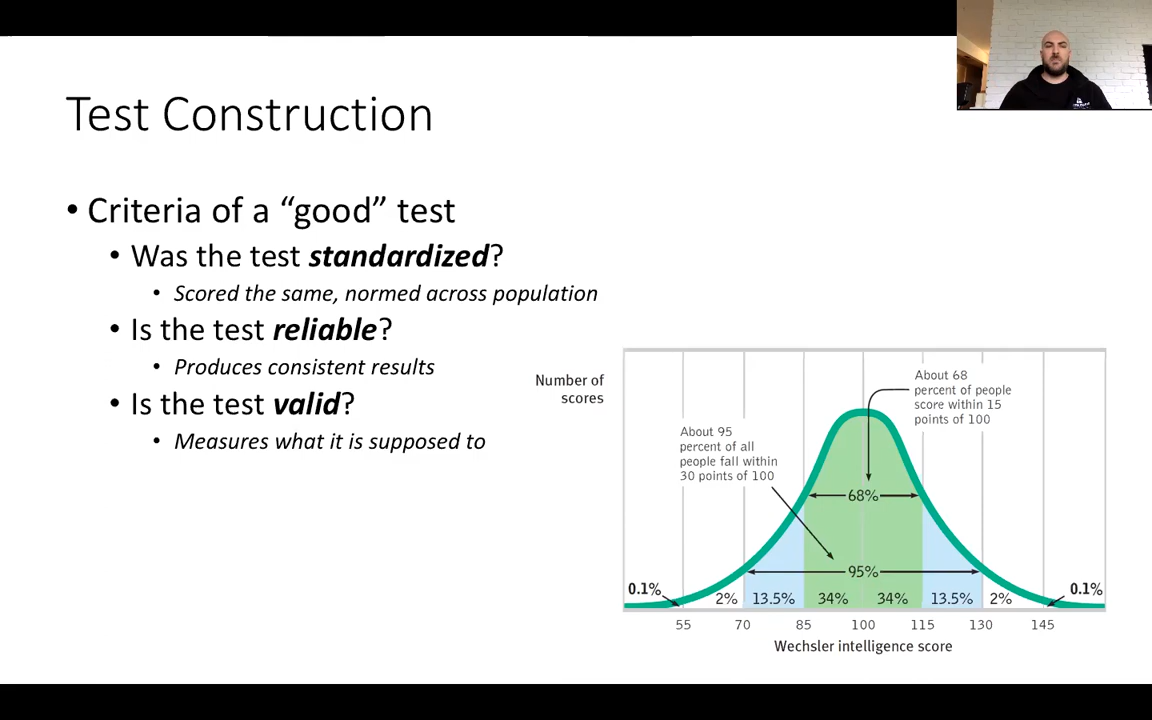 Test Construction
• Criteria of a “good” test
• Was the test standardized?
• Scored the same, normed across population
• Is the test reliable?
• Produces consistent results
• Is the test valid?
• Measures what it is supposed to
Number of
scores
About 95
percent of all
people fall within
30 points of 100
About 68
percent of people
score within 15
points of 100
68%
95%
0.1%
2%
13.5%
34%
34%
13.5%
2%
0.1%
55
70
85
100
115
130
145
Wechsler intelligence score